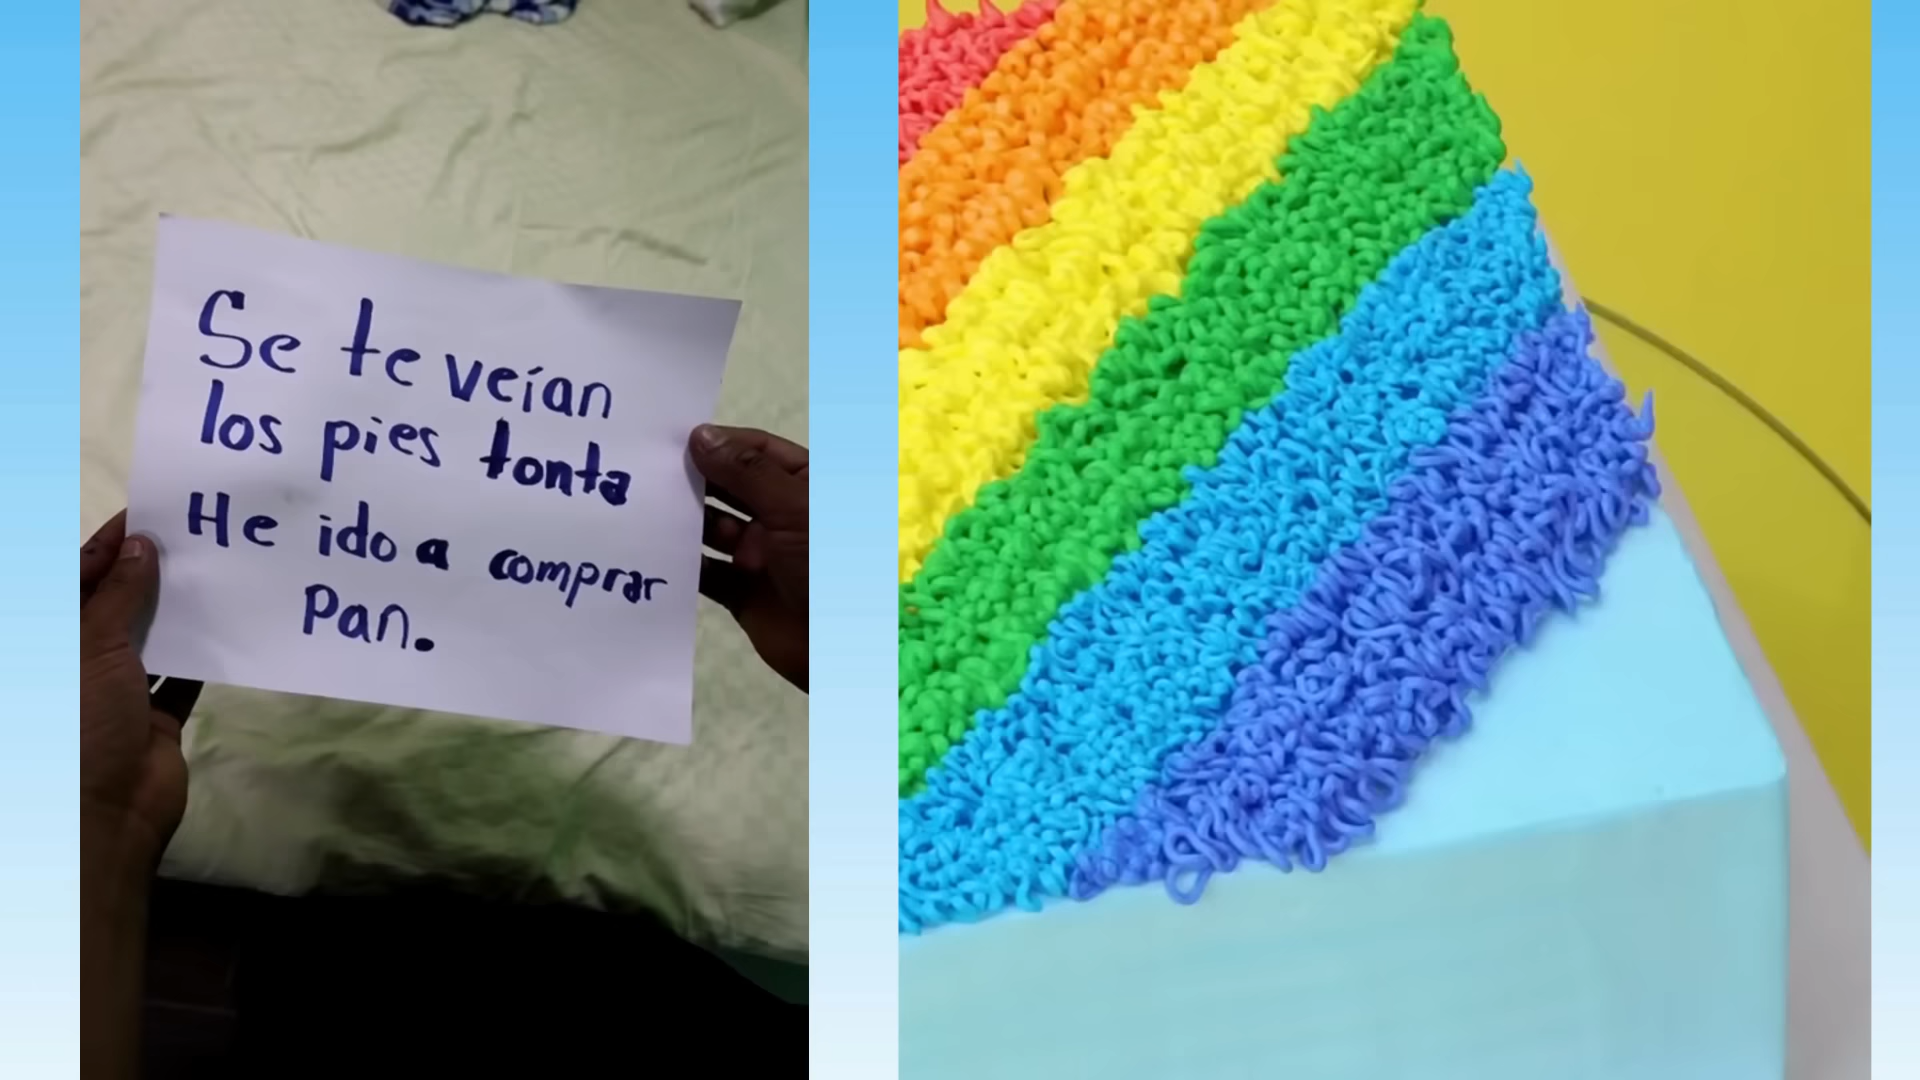 Se te veían
los pies tonta
He ido a comprar
pan.